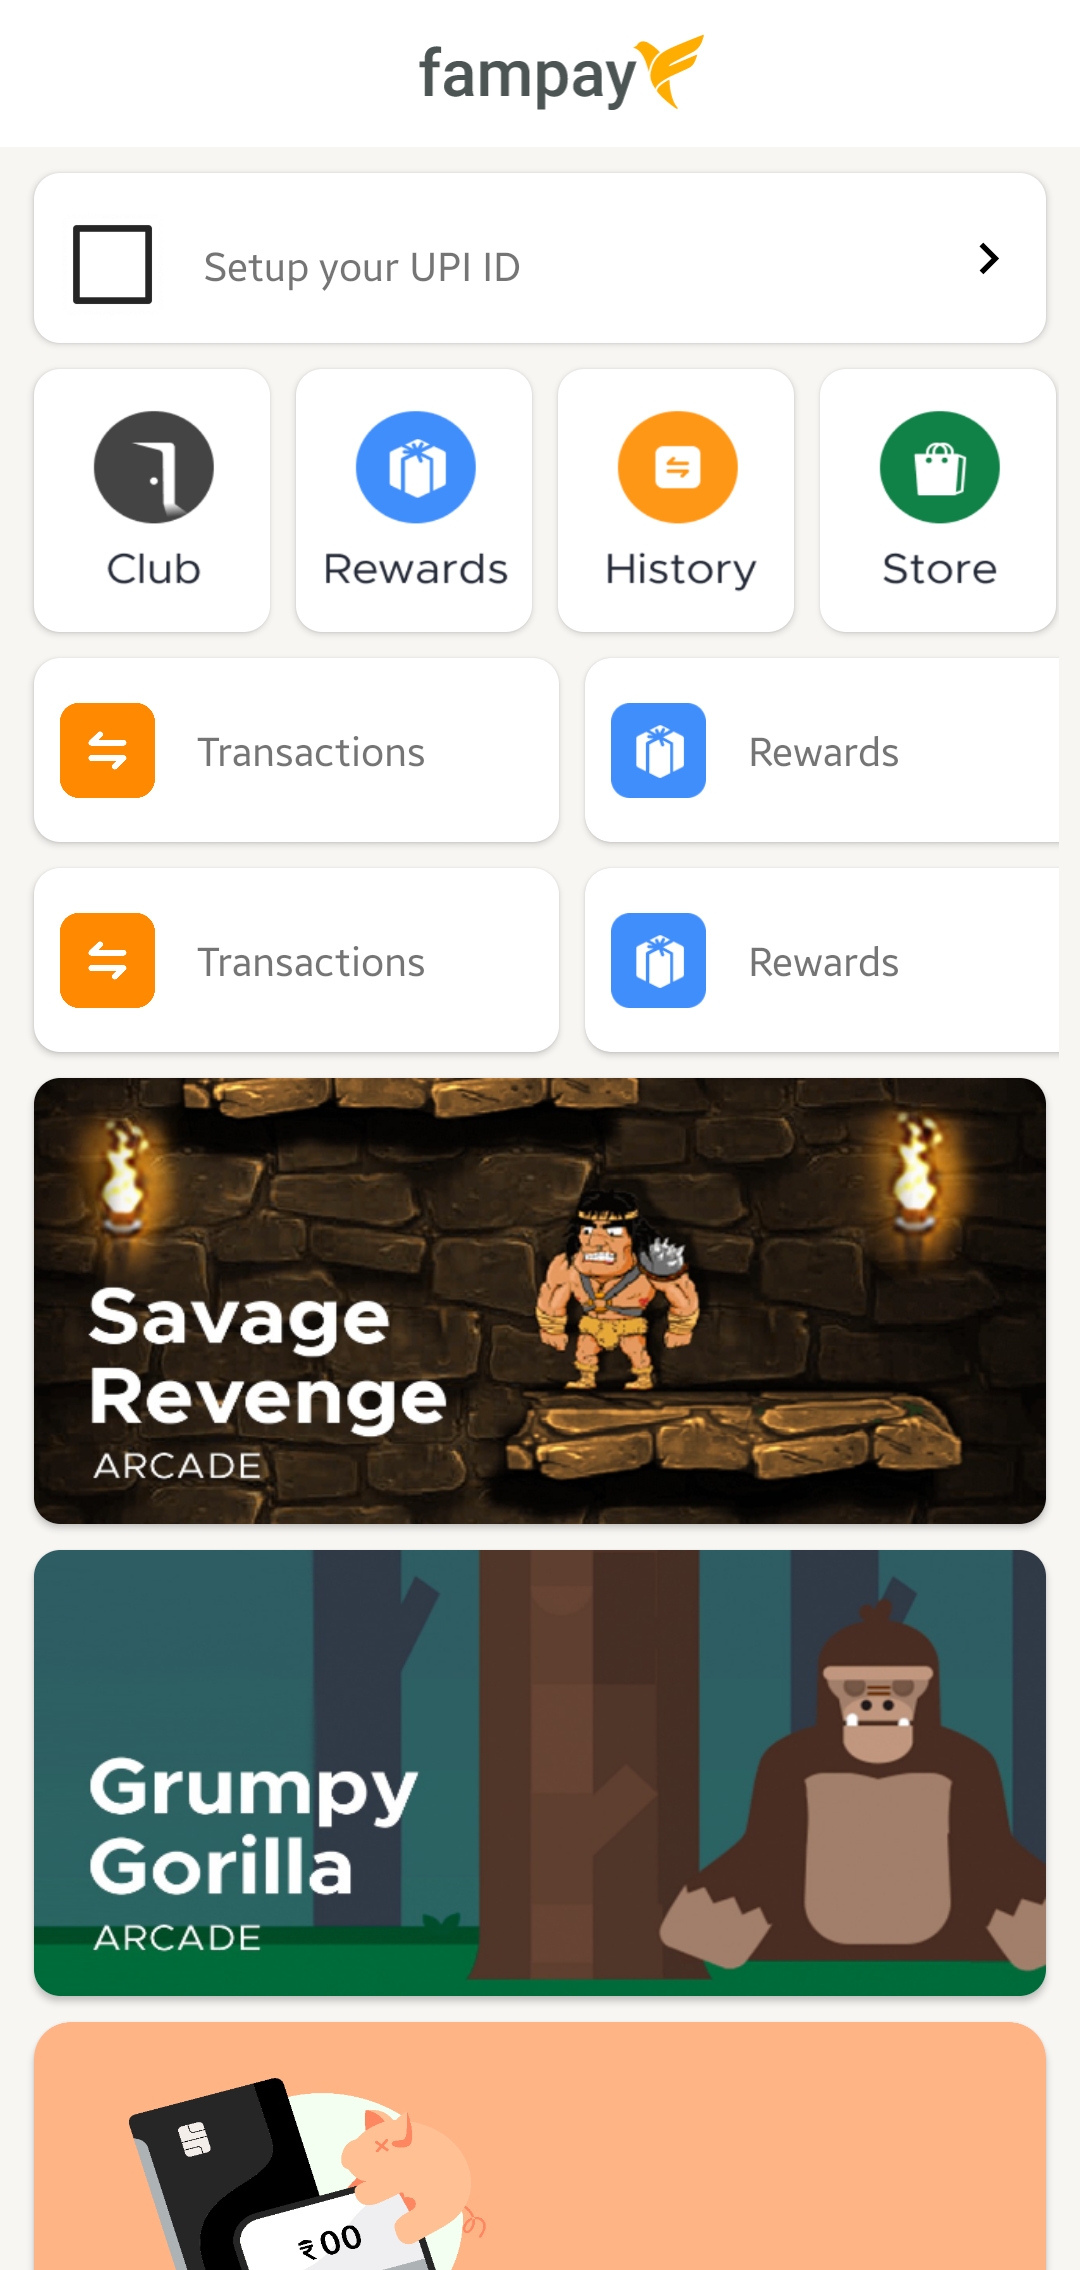 fampay
Setup your UPI ID
Club
Rewards
History
Store
Transactions
Rewards
Transactions
Rewards
Savage
Revenge
ARCADE
Grumpy
Gorilla
ARCADE
₹00